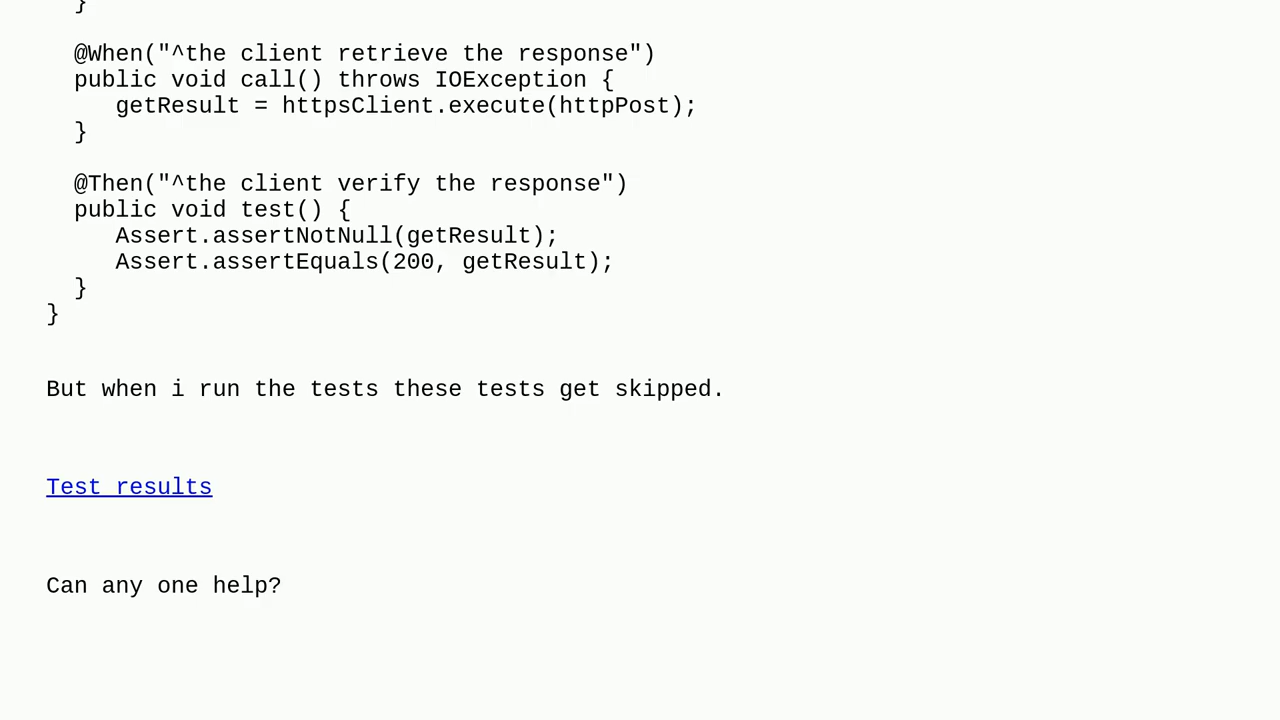 }
@When("^the client retrieve the response")
public void call() throws IOException {
getResult = httpsClient.execute(httpPost);
}
@Then("^the client verify the response")
public void test() {
Assert.assertNotNull(getResult);
Assert.assertEquals(200, getResult);
}
}
But when i run the tests these tests get skipped.
Test results
Can any one help?